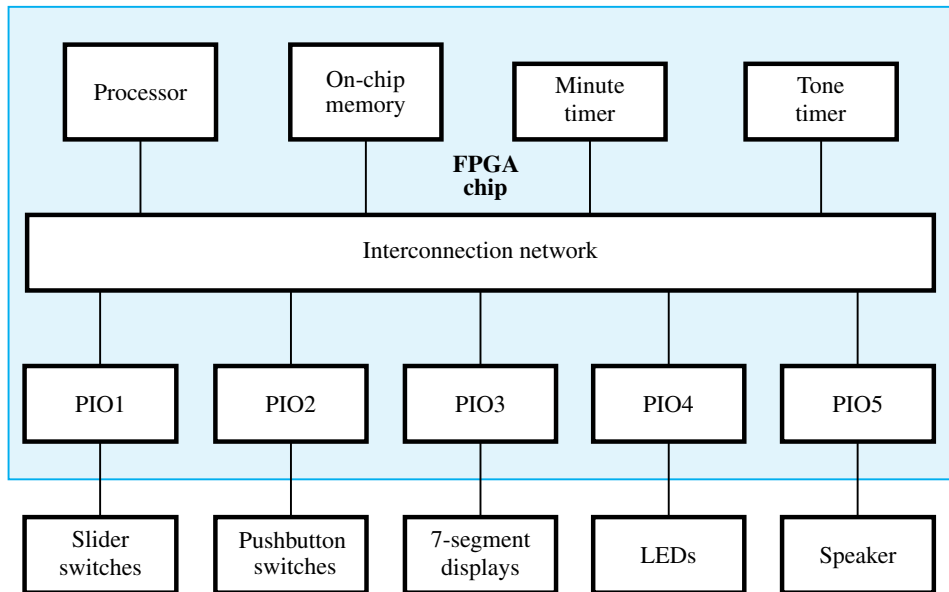 Processor
On-chip
memory
Minute
timer
Tone
timer
FPGA
chip
Interconnection network
PIO1
PIO2
PIO3
PIO4
PIO5
Slider
switches
Pushbutton
switches
7-segment
displays
LEDs
Speaker